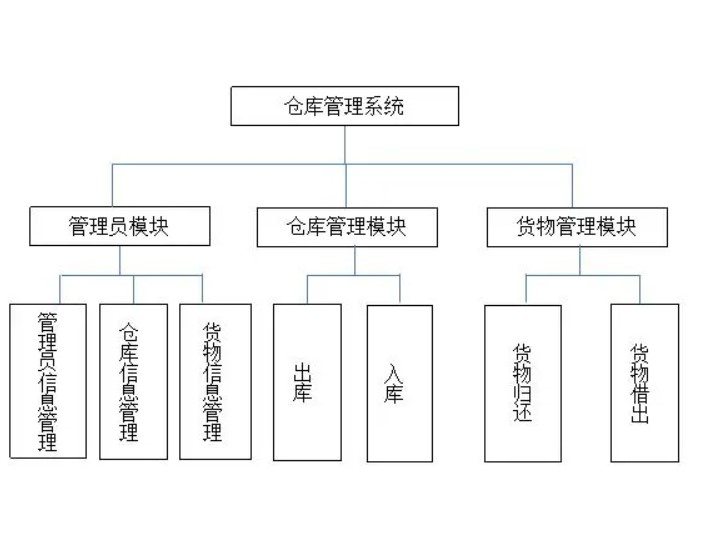 仓库管理系统
管理员模块
仓库管理模块
货物管理模块
管理员信息管理
仓库信息管理
货物信息管理
出库
入库
货物归还
货物借出